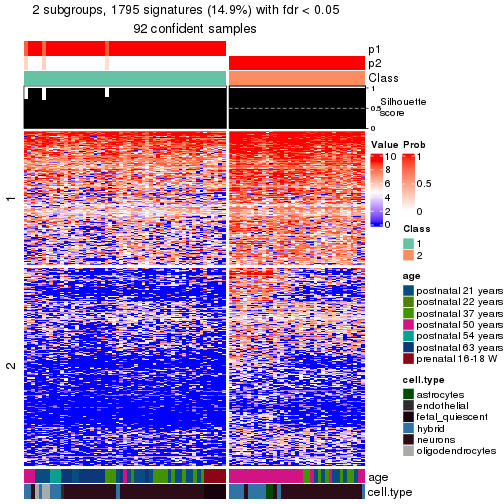 2 subgroups, 1795 signatures (14.9%) with fdr < 0.05
92 confident samples
p1
p2
Class
1
0.5
0
Silhouette
score
1
2
Value
10
8
6
4
2
0
Prob
1
0.5
0
Class
1
2
age
postnatal 21 years
postnatal 22 years
postnatal 37 years
postnatal 50 years
postnatal 54 years
postnatal 63 years
prenatal 16-18 W
cell.type
astrocytes
endothelial
fetal_quiescent
hybrid
neurons
oligodendrocytes
age
cell.type